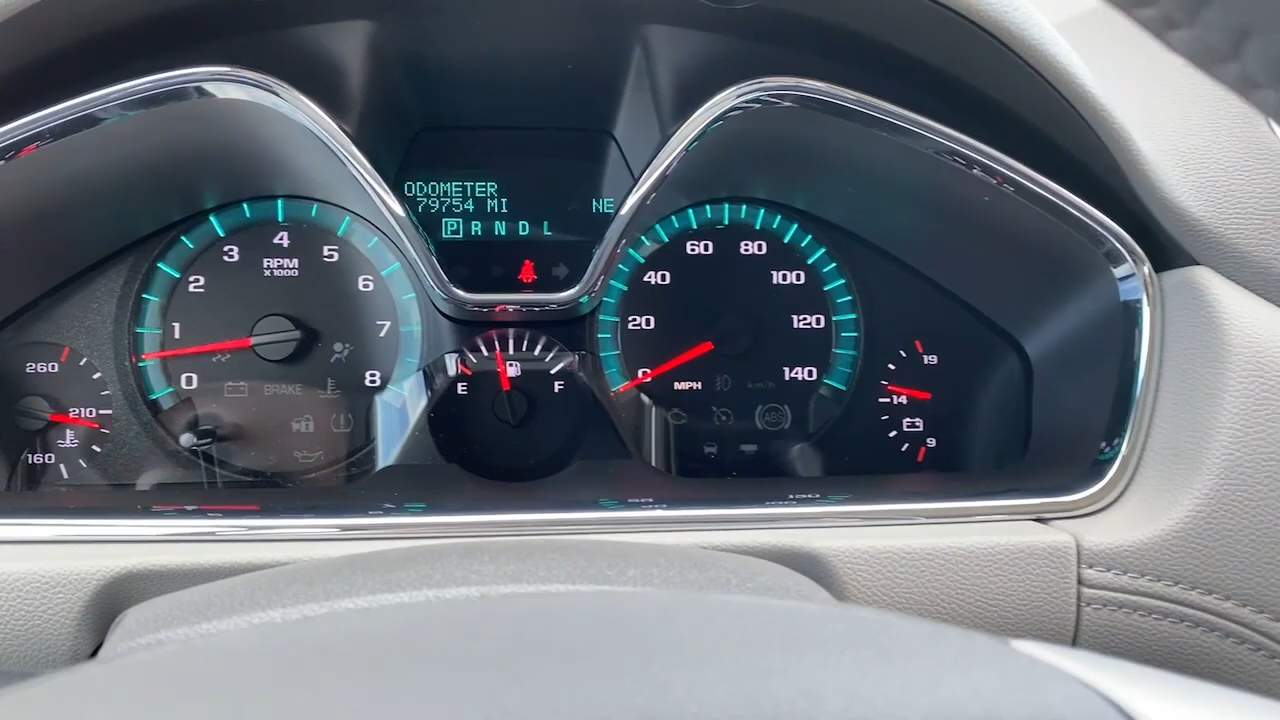 ODOMETER
79754 MI NE
P R N D L
0 1 2 3 4 5 6 7 8
RPM
X1000
BRAKE
260
210
160
E F
0 20 40 60 80 100 120 140
MPH km/h
ABS
19
14
9